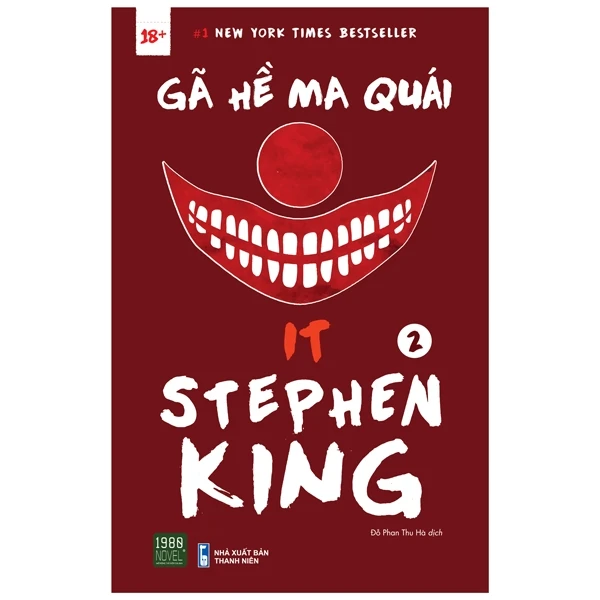 18+
#1 NEW YORK TIMES BESTSELLER
GÃ HỀ MA QUÁI
IT
2
STEPHEN
KING
Đỗ Phan Thu Hà dịch
1980
NOVEL
NHÀ XUẤT BẢN
THANH NIÊN